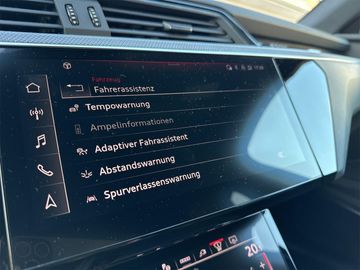 Fahrzeug
Fahrerassistenz
Tempowarnung
Ampelinformationen
Adaptiver Fahrassistent
Abstandswarnung
Spurverlassenswarnung